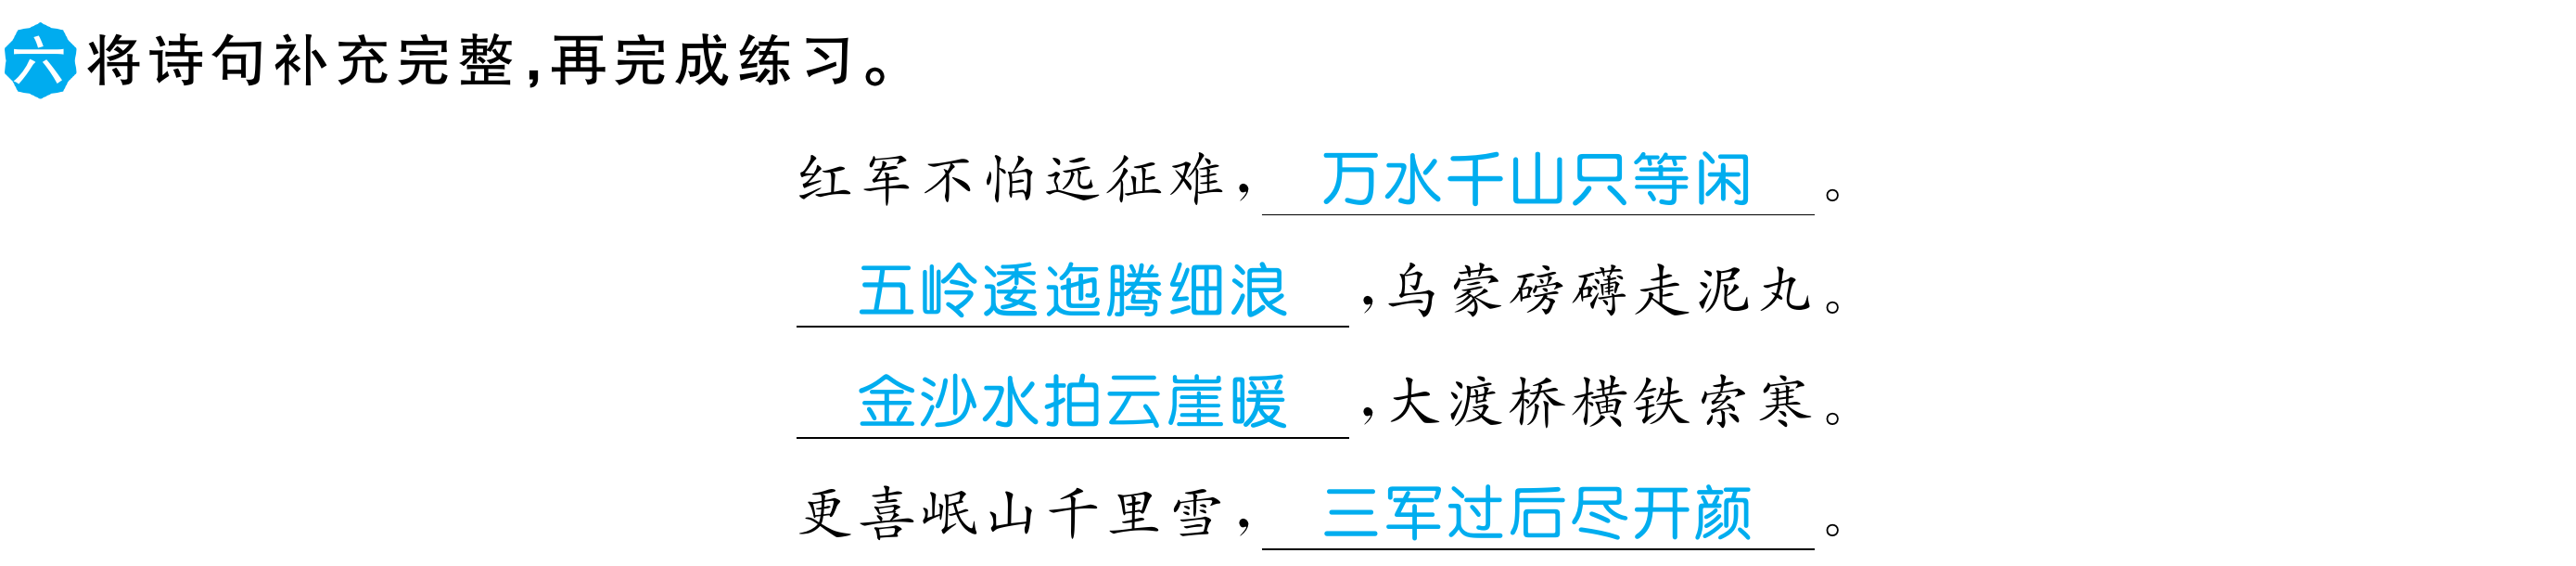 六 将诗句补充完整,再完成练习。
红军不怕远征难,万水千山只等闲。
五岭逶迤腾细浪,乌蒙磅礴走泥丸。
金沙水拍云崖暖,大渡桥横铁索寒。
更喜岷山千里雪,三军过后尽开颜。